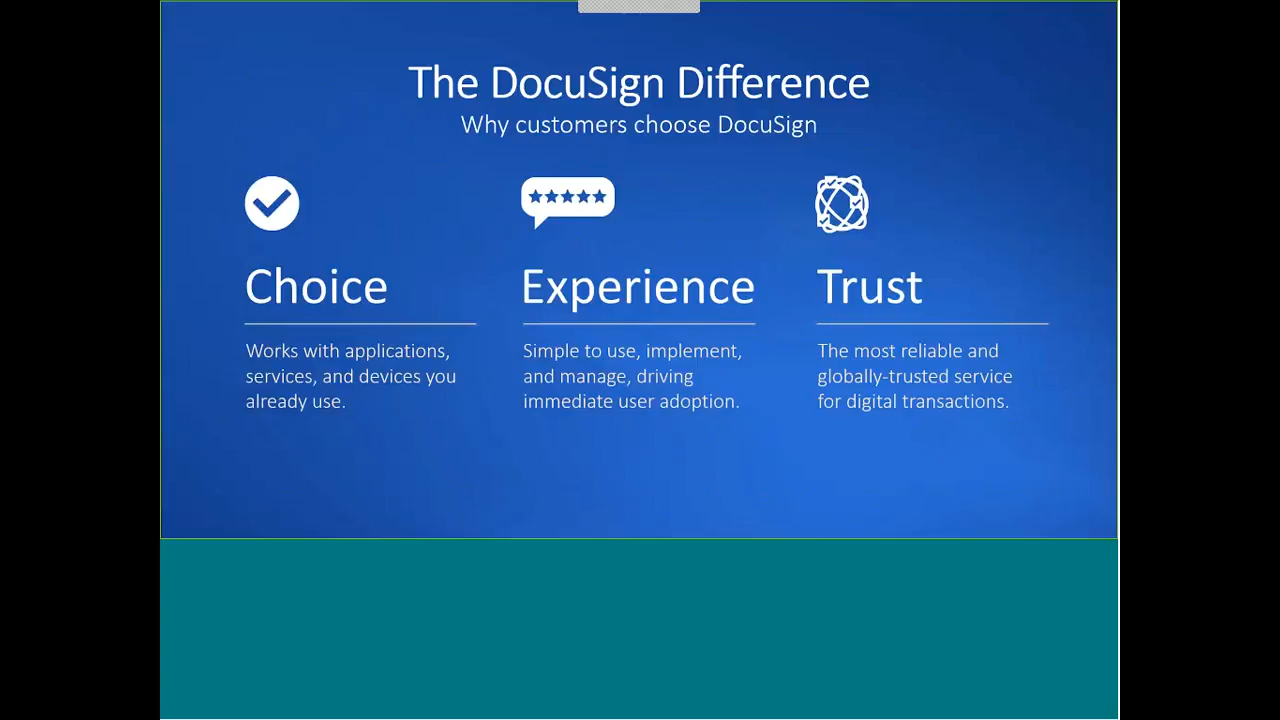 The DocuSign Difference
Why customers choose DocuSign
Choice
Works with applications,
services, and devices you
already use.
Experience
Simple to use, implement,
and manage, driving
immediate user adoption.
Trust
The most reliable and
globally-trusted service
for digital transactions.